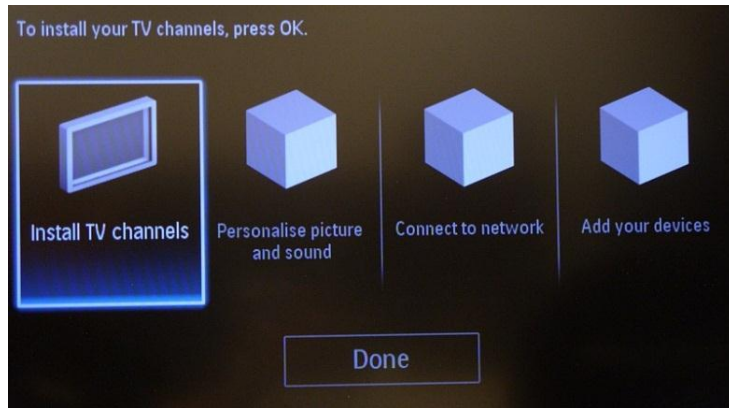 To install your TV channels, press OK.
Install TV channels
Personalise picture
and sound
Connect to network
Add your devices
Done